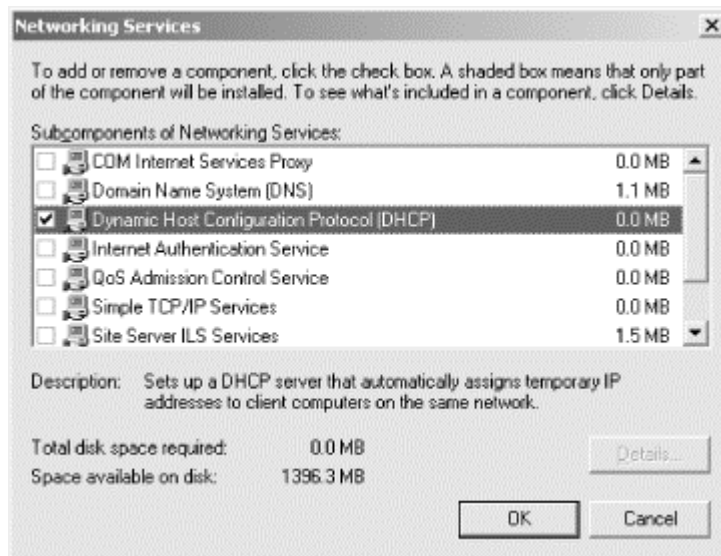 Networking Services
To add or remove a component, click the check box. A shaded box means that only part
of the component will be installed. To see what's included in a component, click Details.
Subcomponents of Networking Services:
COM Internet Services Proxy 0.0 MB
Domain Name System (DNS) 1.1 MB
Dynamic Host Configuration Protocol (DHCP) 0.0 MB
Internet Authentication Service 0.0 MB
QoS Admission Control Service 0.0 MB
Simple TCP/IP Services 0.0 MB
Site Server ILS Services 1.5 MB
Description: Sets up a DHCP server that automatically assigns temporary IP
addresses to client computers on the same network.
Total disk space required: 0.0 MB
Space available on disk: 1396.3 MB
Details...
OK Cancel